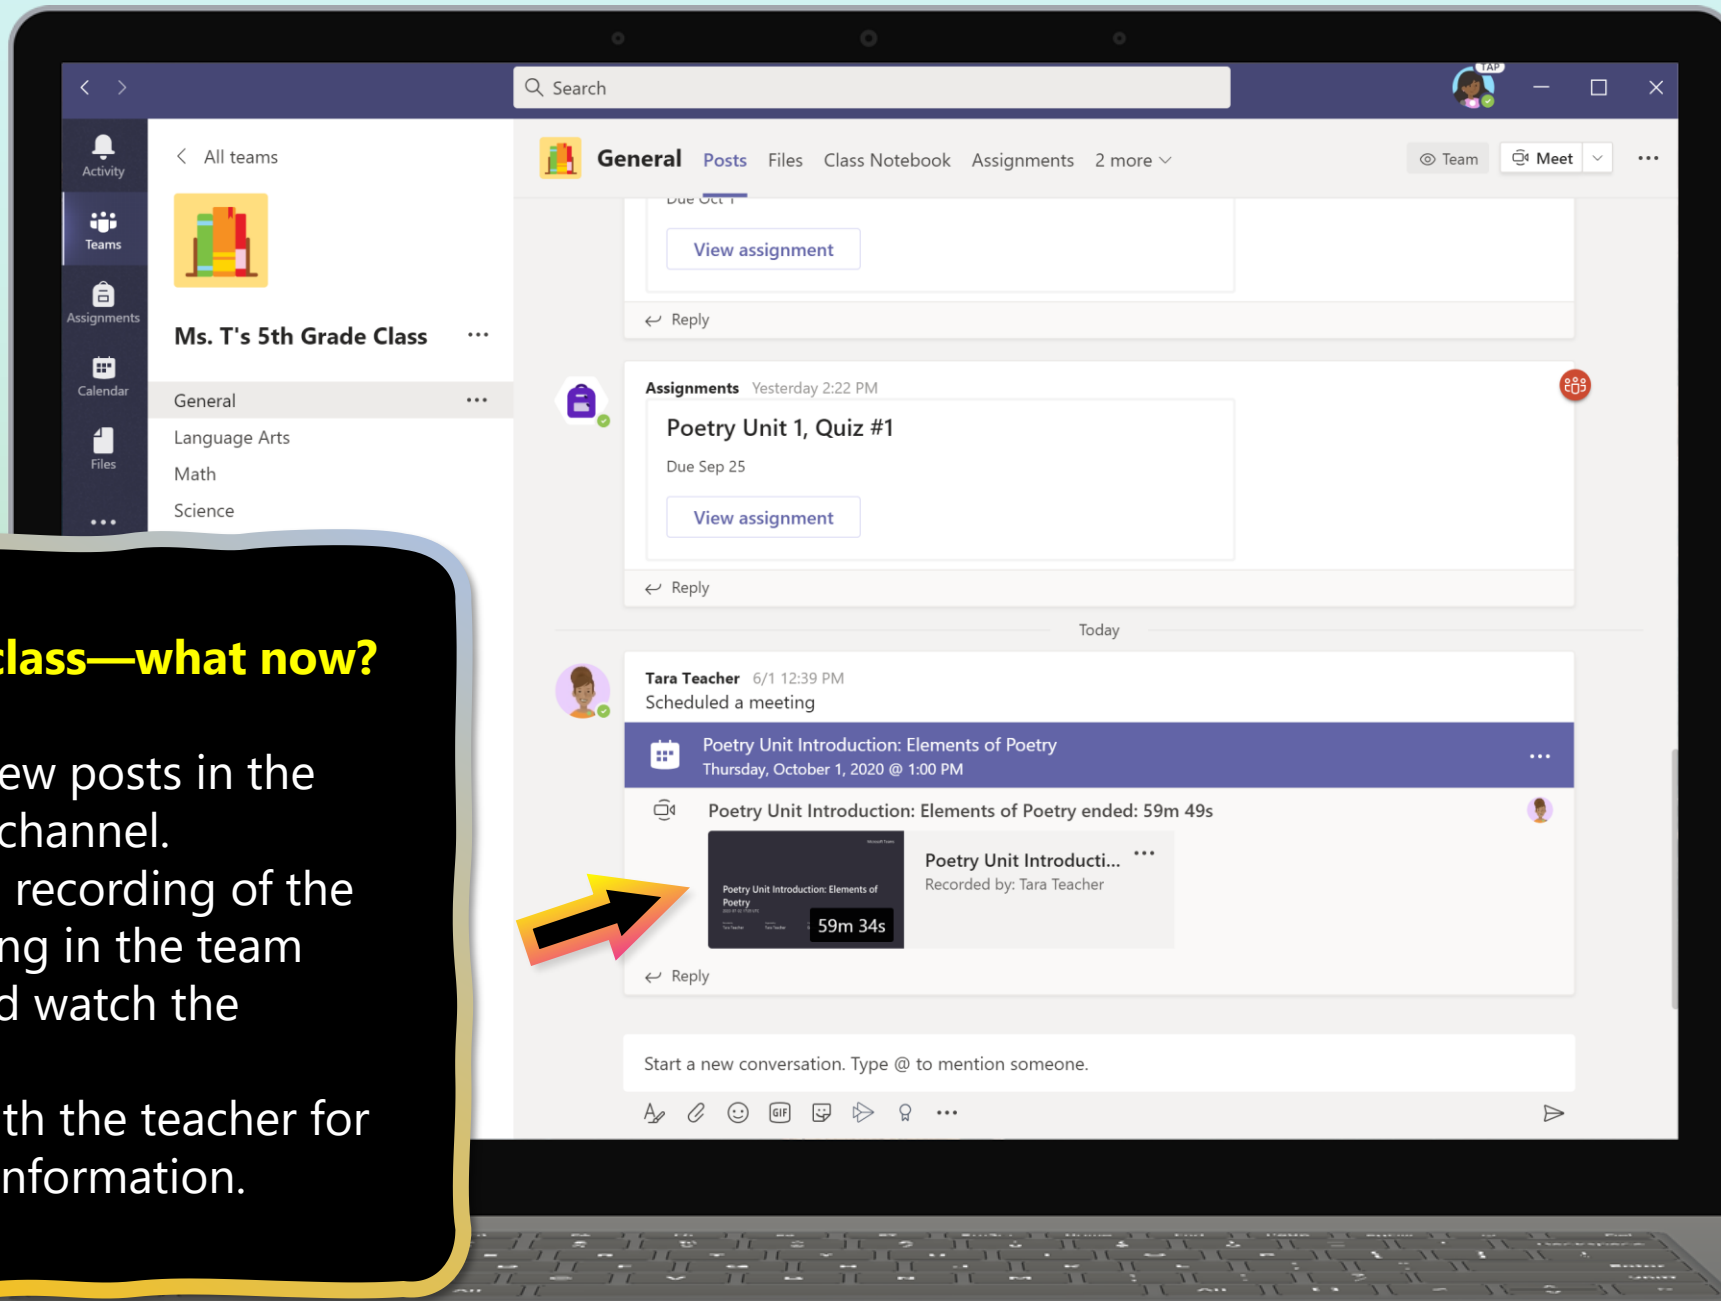 Search
TAP
Activity
Teams
Assignments
Calendar
Files
All teams
Ms. T's 5th Grade Class
General
Language Arts
Math
Science
General Posts Files Class Notebook Assignments 2 more
Team
Meet
Due Oct 1
View assignment
Reply
Assignments Yesterday 2:22 PM
Poetry Unit 1, Quiz #1
Due Sep 25
View assignment
Reply
Today
Tara Teacher 6/1 12:39 PM
Scheduled a meeting
Poetry Unit Introduction: Elements of Poetry
Thursday, October 1, 2020 @ 1:00 PM
Poetry Unit Introduction: Elements of Poetry ended: 59m 49s
Poetry Unit Introduction: Elements of
Poetry
59m 34s
Poetry Unit Introducti...
Recorded by: Tara Teacher
Reply
Start a new conversation. Type @ to mention someone.
GIF
class—what now?
ew posts in the
channel.
recording of the
ng in the team
d watch the
th the teacher for
nformation.